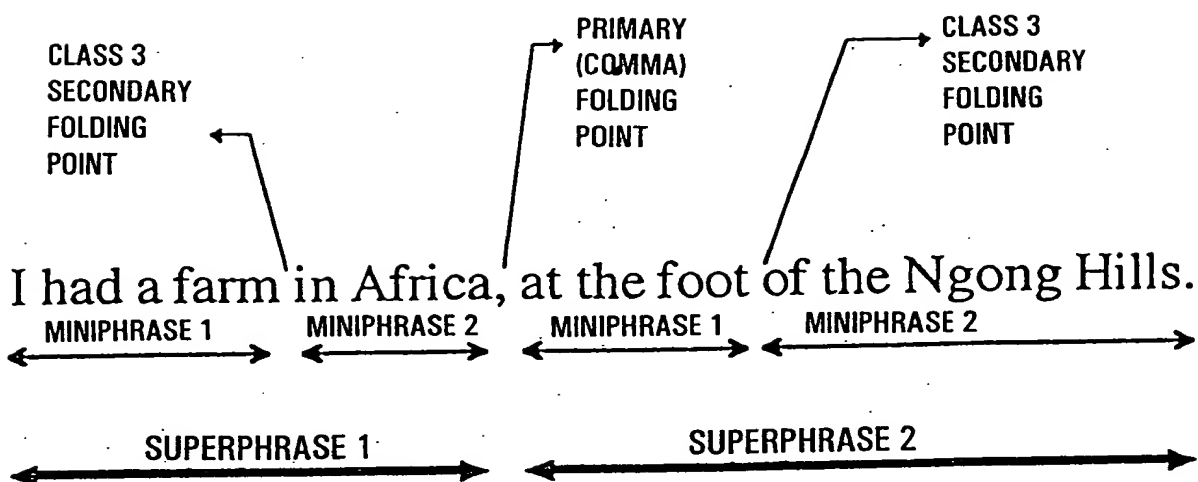 CLASS 3
SECONDARY
FOLDING
POINT
PRIMARY
(COMMA)
FOLDING
POINT
CLASS 3
SECONDARY
FOLDING
POINT
I had a farm in Africa, at the foot of the Ngong Hills.
MINIPHRASE 1 MINIPHRASE 2 MINIPHRASE 1 MINIPHRASE 2
SUPERPHRASE 1 SUPERPHRASE 2